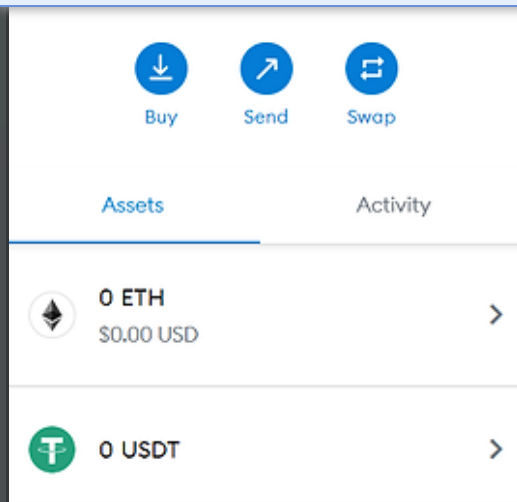 Buy Send Swap
Assets Activity
0 ETH
$0.00 USD
0 USDT